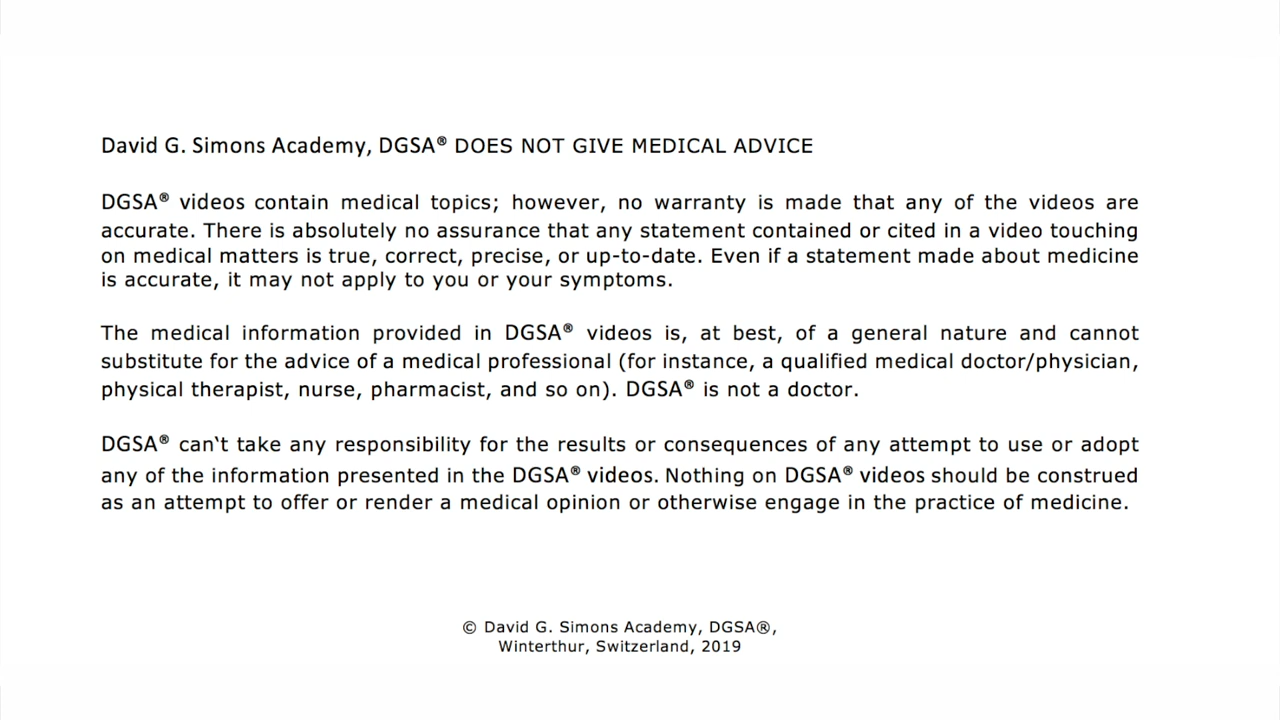 David G. Simons Academy, DGSA® DOES NOT GIVE MEDICAL ADVICE
DGSA® videos contain medical topics; however, no warranty is made that any of the videos are
accurate. There is absolutely no assurance that any statement contained or cited in a video touching
on medical matters is true, correct, precise, or up-to-date. Even if a statement made about medicine
is accurate, it may not apply to you or your symptoms.
The medical information provided in DGSA® videos is, at best, of a general nature and cannot
substitute for the advice of a medical professional (for instance, a qualified medical doctor/physician,
physical therapist, nurse, pharmacist, and so on). DGSA® is not a doctor.
DGSA® can‛t take any responsibility for the results or consequences of any attempt to use or adopt
any of the information presented in the DGSA® videos. Nothing on DGSA® videos should be construed
as an attempt to offer or render a medical opinion or otherwise engage in the practice of medicine.
© David G. Simons Academy, DGSA®,
Winterthur, Switzerland, 2019